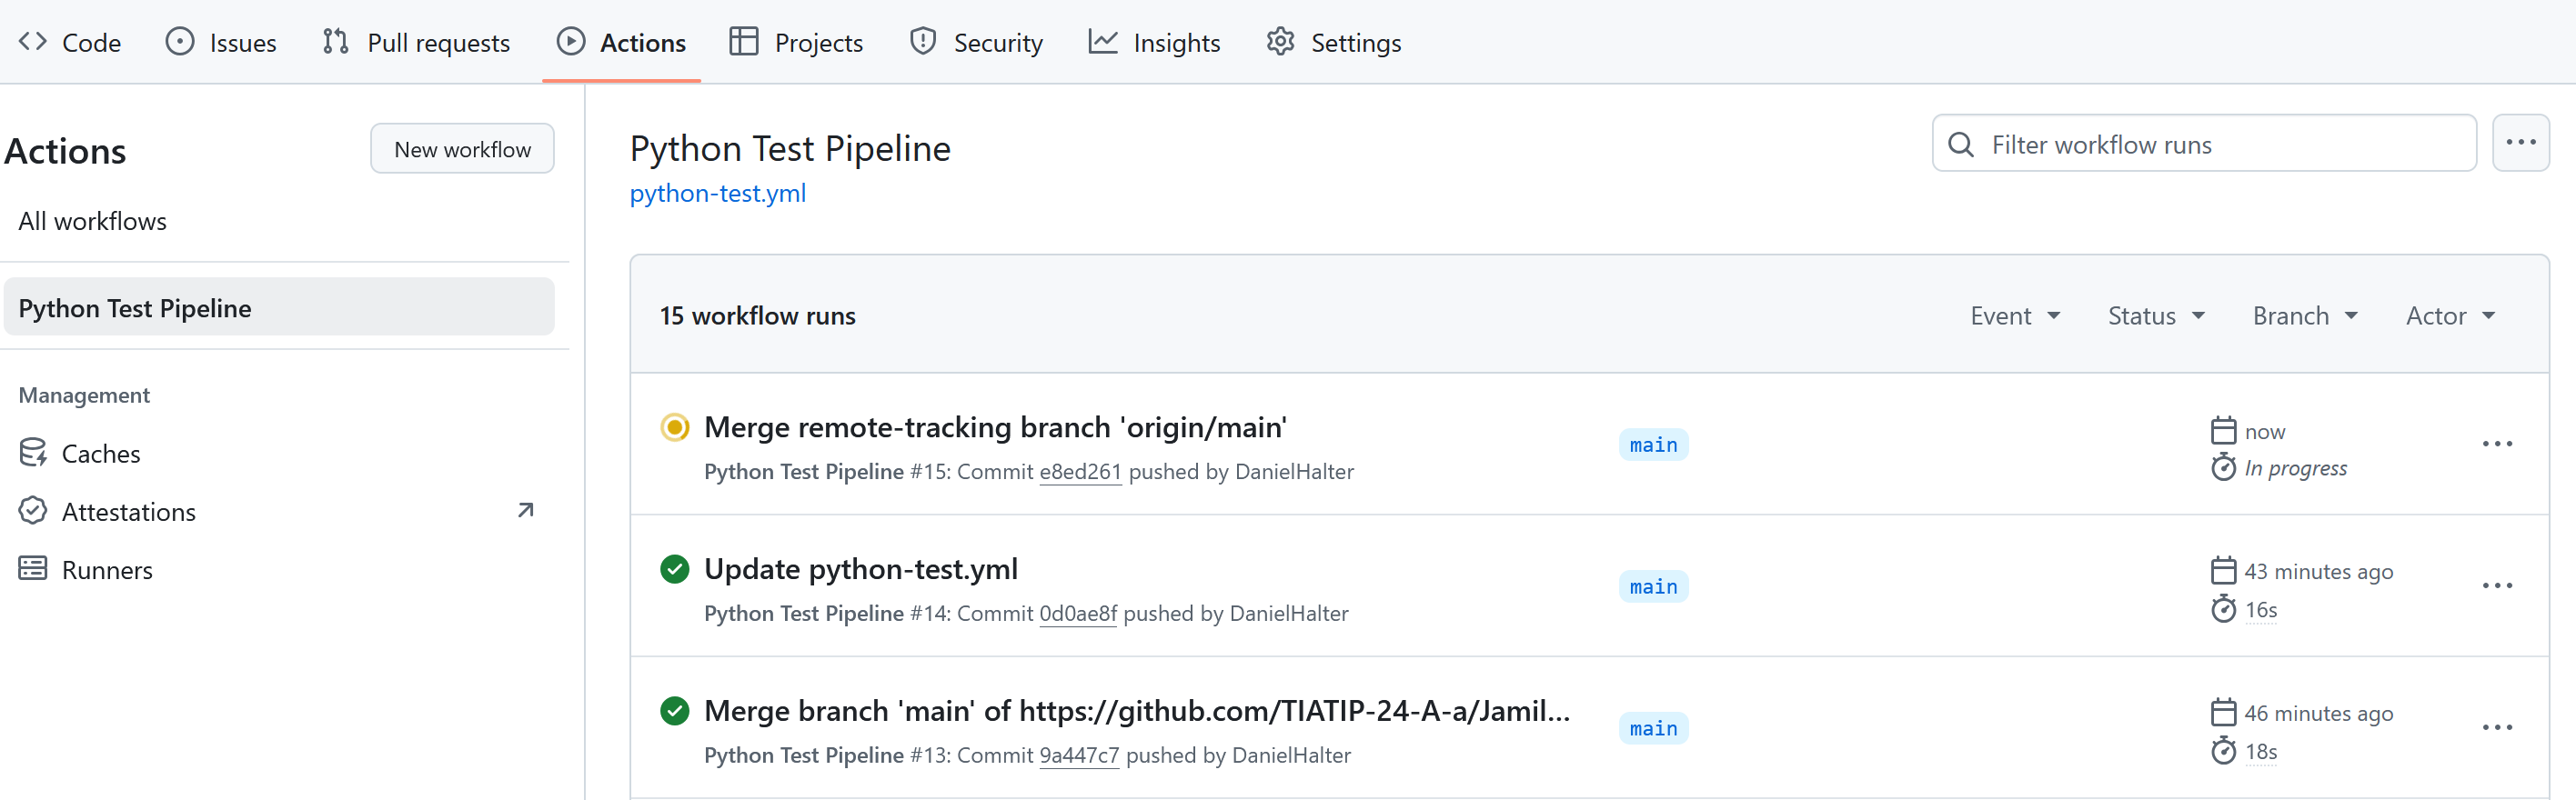 Code Issues Pull requests Actions Projects Security Insights Settings
Actions
New workflow
All workflows
Python Test Pipeline
Management
Caches
Attestations
Runners
Python Test Pipeline
python-test.yml
Filter workflow runs
15 workflow runs
Event Status Branch Actor
Merge remote-tracking branch 'origin/main'
Python Test Pipeline #15: Commit e8ed261 pushed by DanielHalter
main
now
In progress
Update python-test.yml
Python Test Pipeline #14: Commit 0d0ae8f pushed by DanielHalter
main
43 minutes ago
16s
Merge branch 'main' of https://github.com/TIATIP-24-A-a/Jamil...
Python Test Pipeline #13: Commit 9a447c7 pushed by DanielHalter
main
46 minutes ago
18s